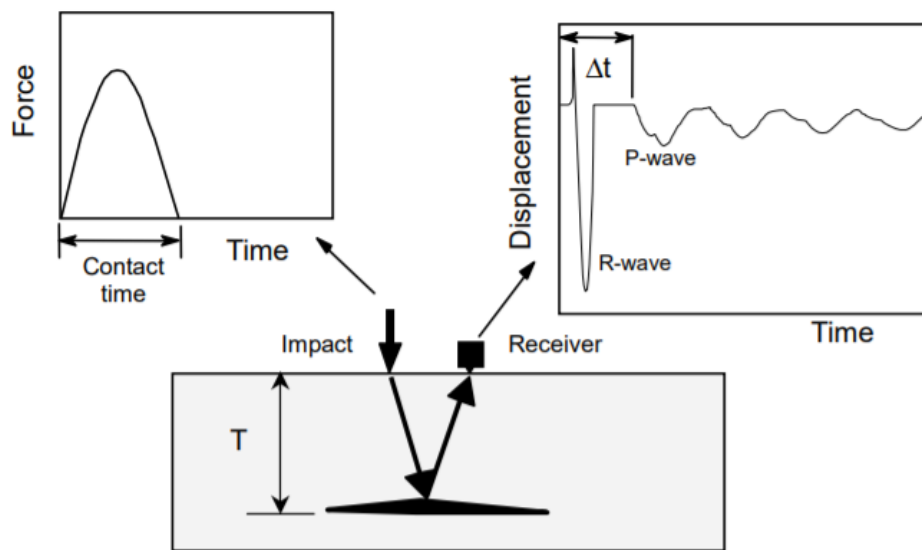 Force
Contact
time
Time
Displacement
Δt
P-wave
R-wave
Time
Impact
Receiver
T